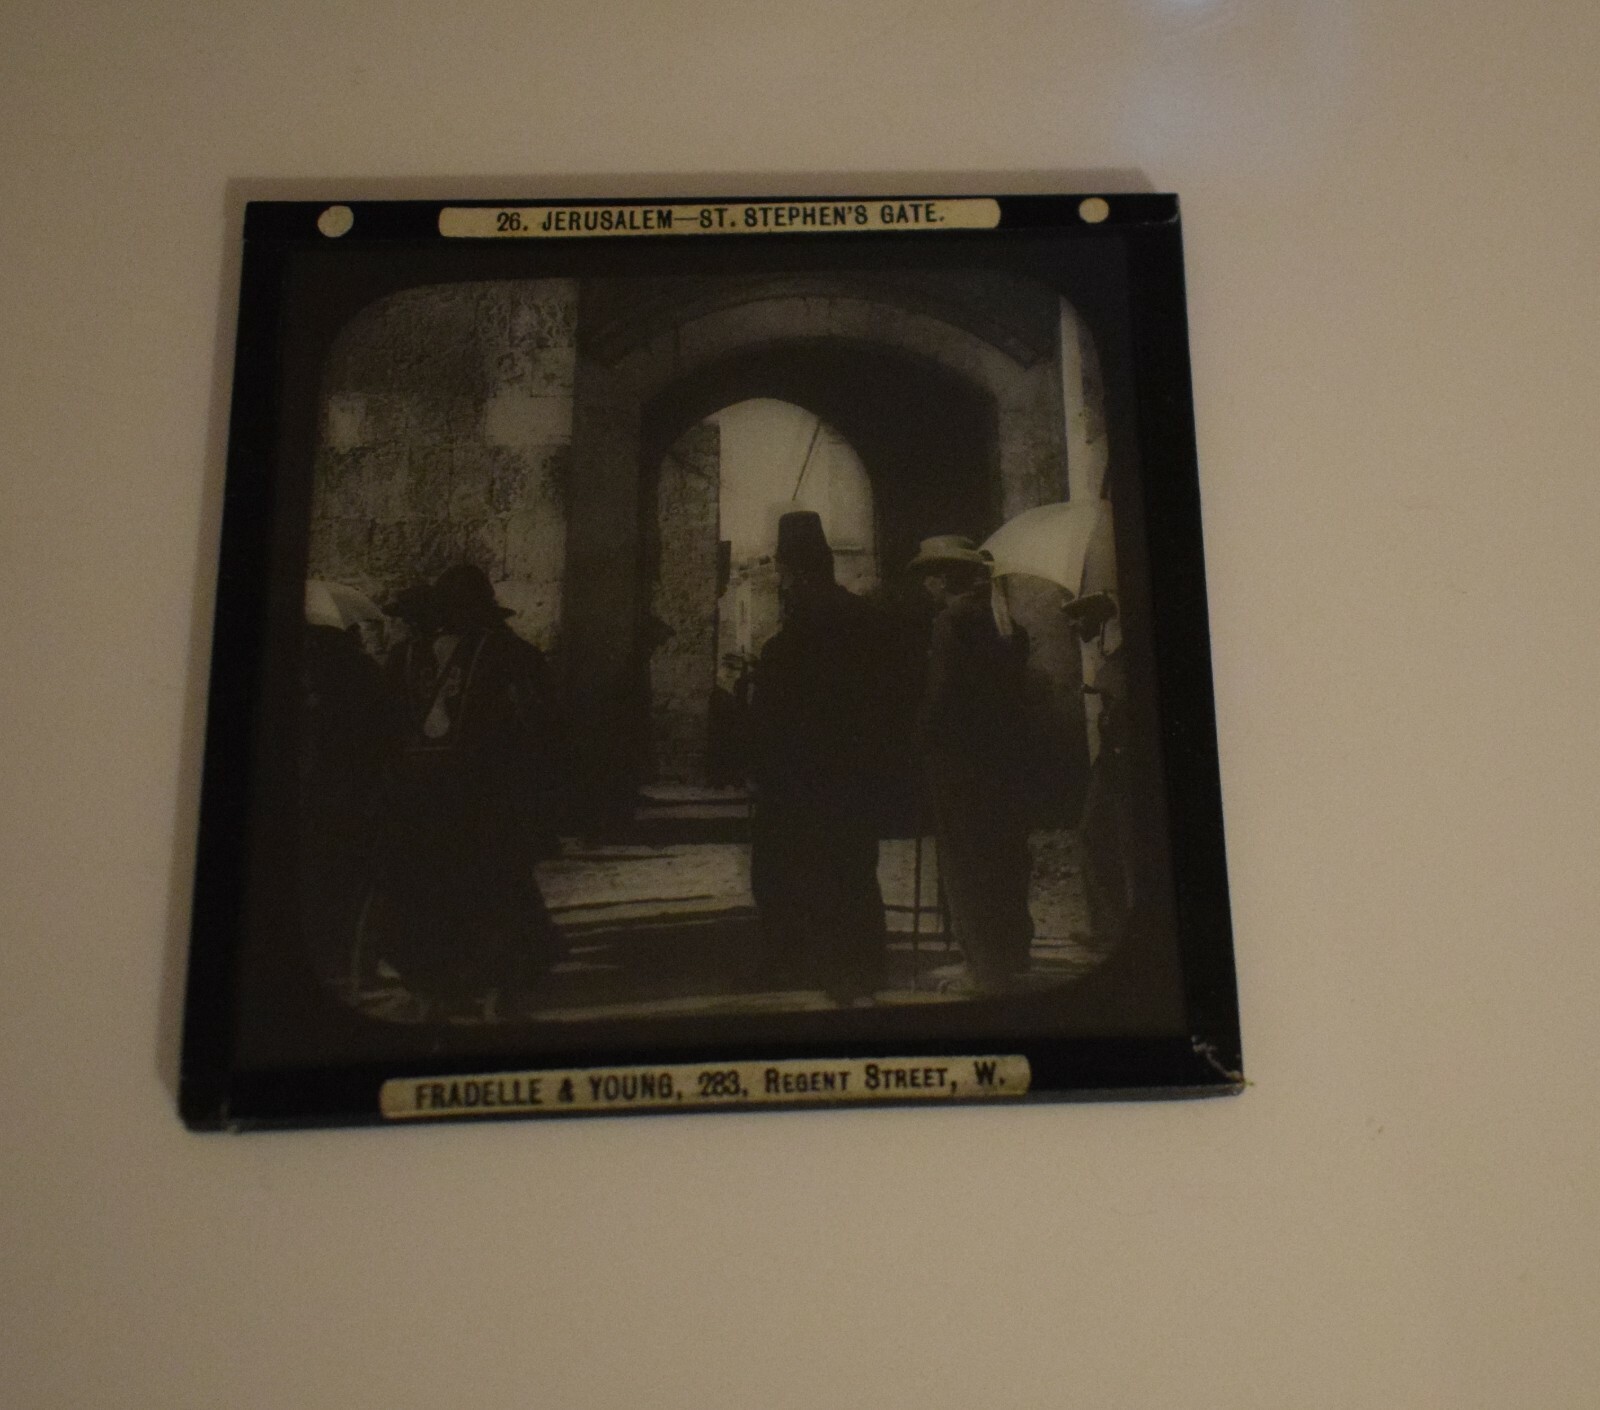 26. JERUSALEM—ST. STEPHEN'S GATE.
FRADELLE & YOUNG, 283, REGENT STREET, W.